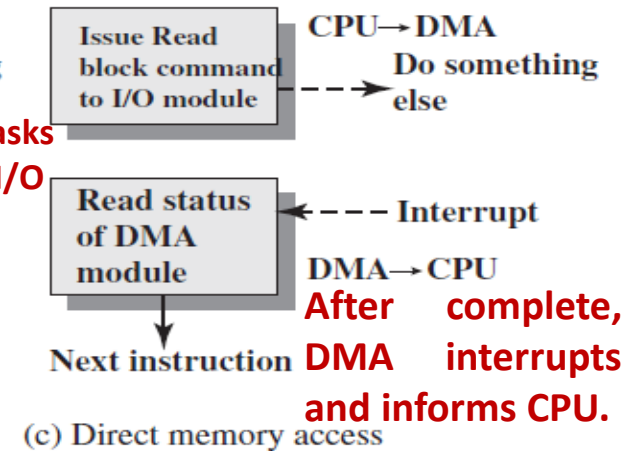 Issue Read
block command
to I/O module
CPU→DMA
Do something
else
asks
I/O
Read status
of DMA
module
Interrupt
DMA→CPU
After complete,
DMA interrupts
and informs CPU.
Next instruction
(c) Direct memory access